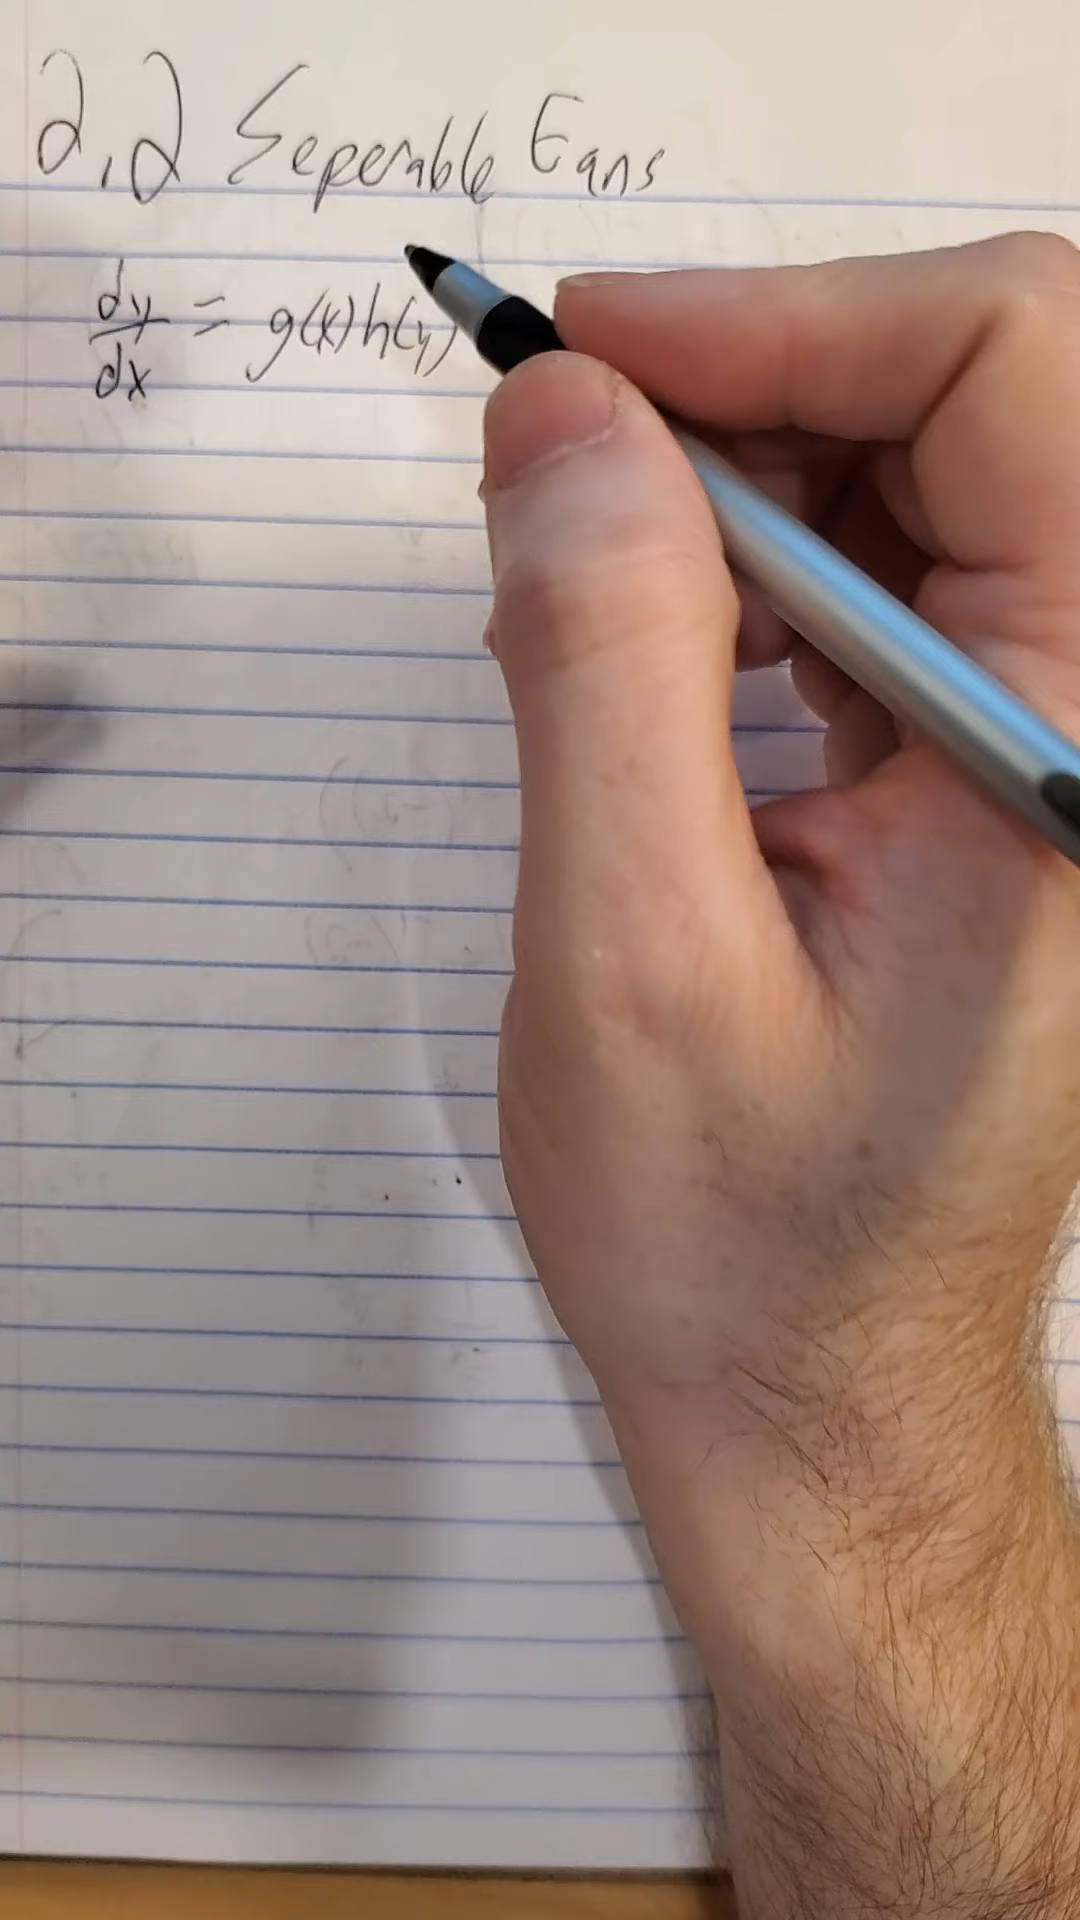 2.2 Seperable Eqns
dy/dx = g(x)h(y)